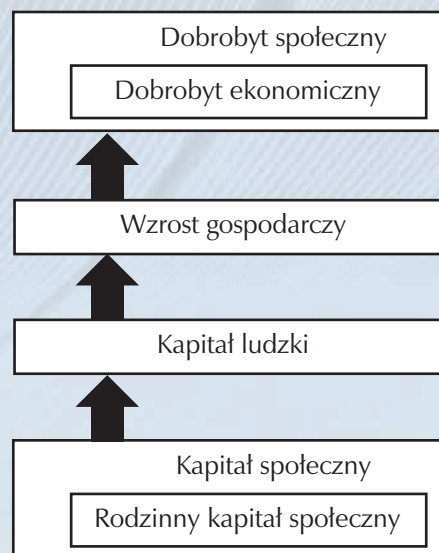 Dobrobyt społeczny
Dobrobyt ekonomiczny
Wzrost gospodarczy
Kapitał ludzki
Kapitał społeczny
Rodzinny kapitał społeczny